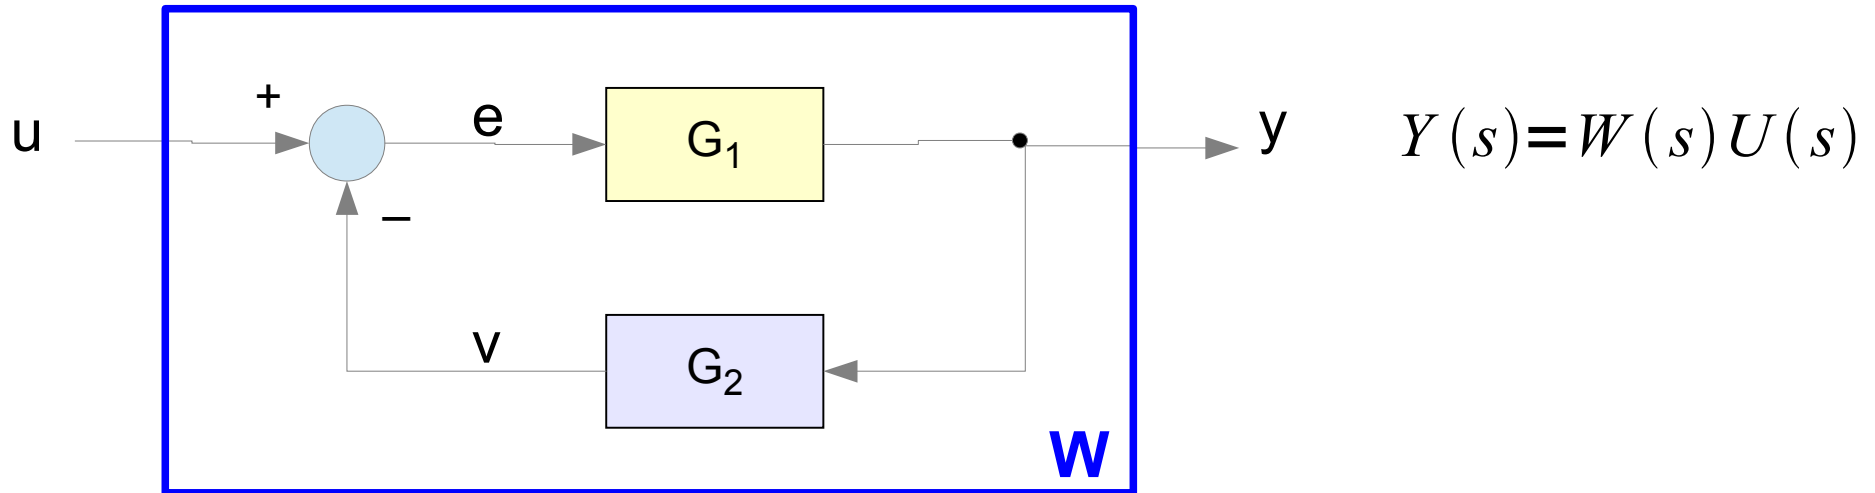 +
u
e
G₁
y
Y(s)=W(s)U(s)
–
v
G₂
W